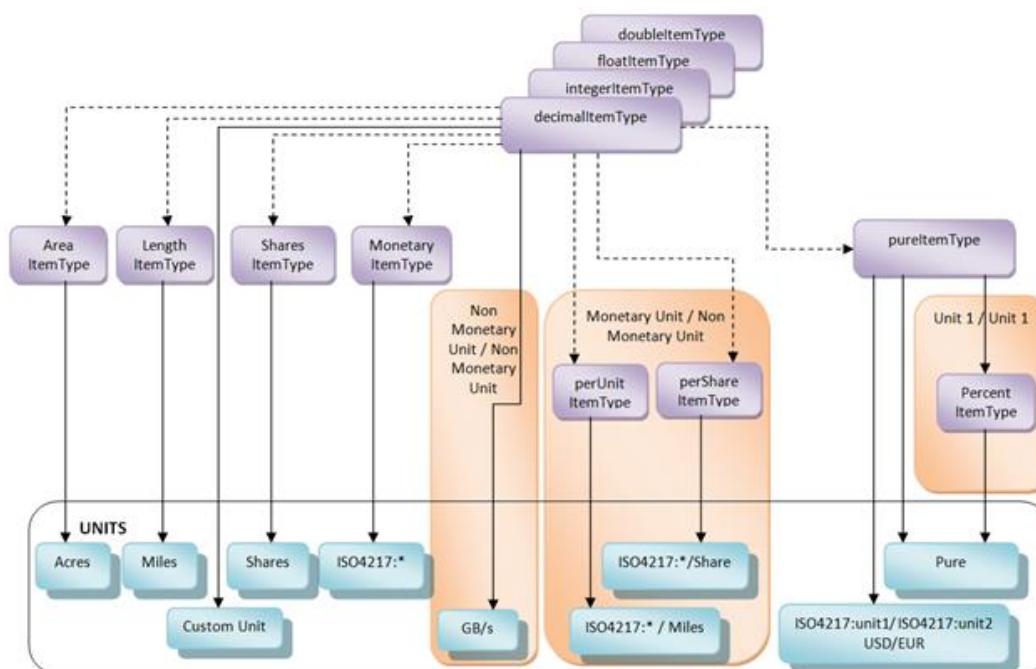 doubleItemType
floatItemType
integerItemType
decimalItemType
Area
ItemType
Length
ItemType
Shares
ItemType
Monetary
ItemType
pureItemType
Non
Monetary
Unit / Non
Monetary
Unit
Monetary Unit / Non
Monetary Unit
Unit 1 / Unit 1
perUnit
ItemType
perShare
ItemType
Percent
ItemType
UNITS
Acres
Miles
Shares
ISO4217:*
ISO4217:*/Share
Pure
Custom Unit
GB/s
ISO4217:* / Miles
ISO4217:unit1/ ISO4217:unit2
USD/EUR